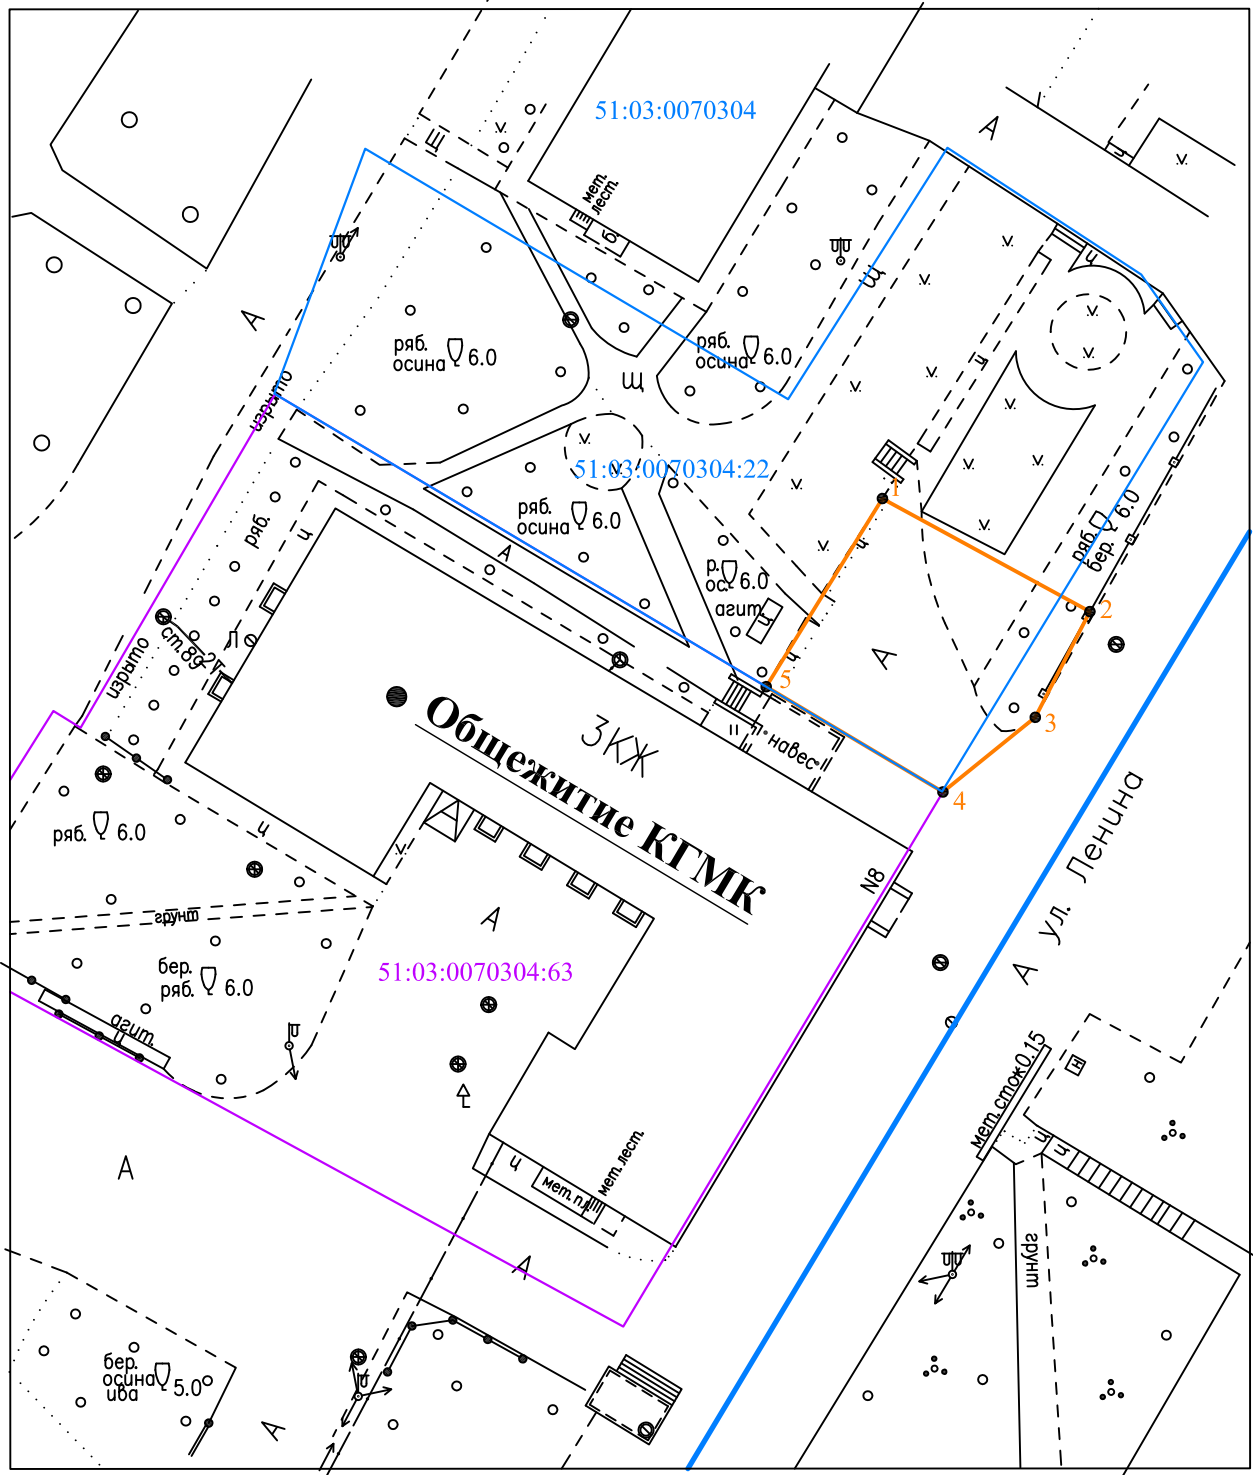 51:03:0070304
А
Щ
v.
v.
мет.
лест.
б.
ц
v.
ц
v.
Щ
v.
v.
А
ряб.
осина 6.0
ряб.
осина 6.0
v.
v.
ц
v.
v.
Щ
изрыто
v.
v.
51:03:0070304:22
v.
v.
v.
1
ряб.
осина 6.0
v.
v.
ряб.
бер. 6.0
ряб.
ц
А
р.
ос. 6.0
агит.
ц
ц
2
ст.89
27
Л
изрыто
ц
А
5
3
3КЖ
навес
Общежитие КГМК
4
ул. Ленина
ряб. 6.0
ц
v.
N8
грунт
А
51:03:0070304:63
А
бер.
ряб. 6.0
агит.
ц
мет. сток0.15
н
ц
ц
мет. лест.
ц
мет. пл.
А
А
грунт
бер.
осина
ива 5.0
А